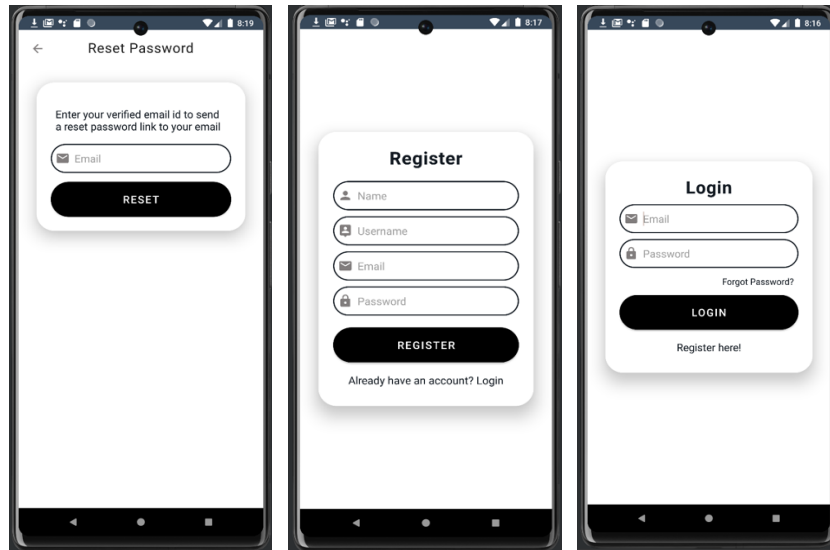 8:19
Reset Password
Enter your verified email id to send
a reset password link to your email
Email
RESET
8:17
Register
Name
Username
Email
Password
REGISTER
Already have an account? Login
8:16
Login
Email
Password
Forgot Password?
LOGIN
Register here!